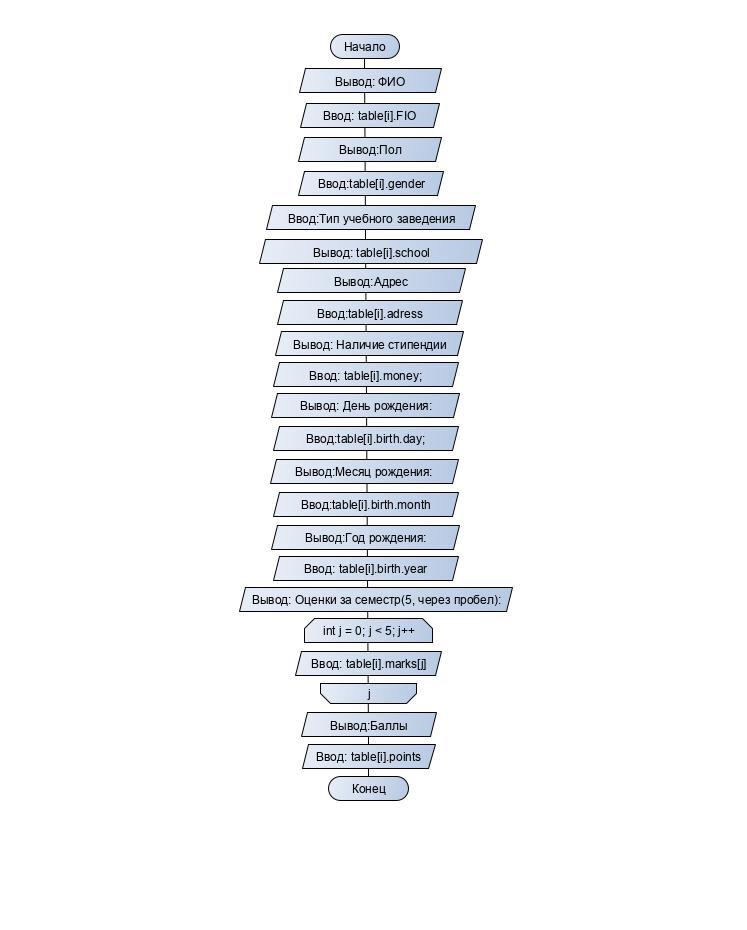 Начало
Вывод: ФИО
Ввод: table[i].FIO
Вывод:Пол
Ввод:table[i].gender
Ввод:Тип учебного заведения
Вывод: table[i].school
Вывод:Адрес
Ввод:table[i].adress
Вывод: Наличие стипендии
Ввод: table[i].money;
Вывод: День рождения:
Ввод:table[i].birth.day;
Вывод:Месяц рождения:
Ввод:table[i].birth.month
Вывод:Год рождения:
Ввод: table[i].birth.year
Вывод: Оценки за семестр(5, через пробел):
int j = 0; j < 5; j++
Ввод: table[i].marks[j]
j
Вывод:Баллы
Ввод: table[i].points
Конец